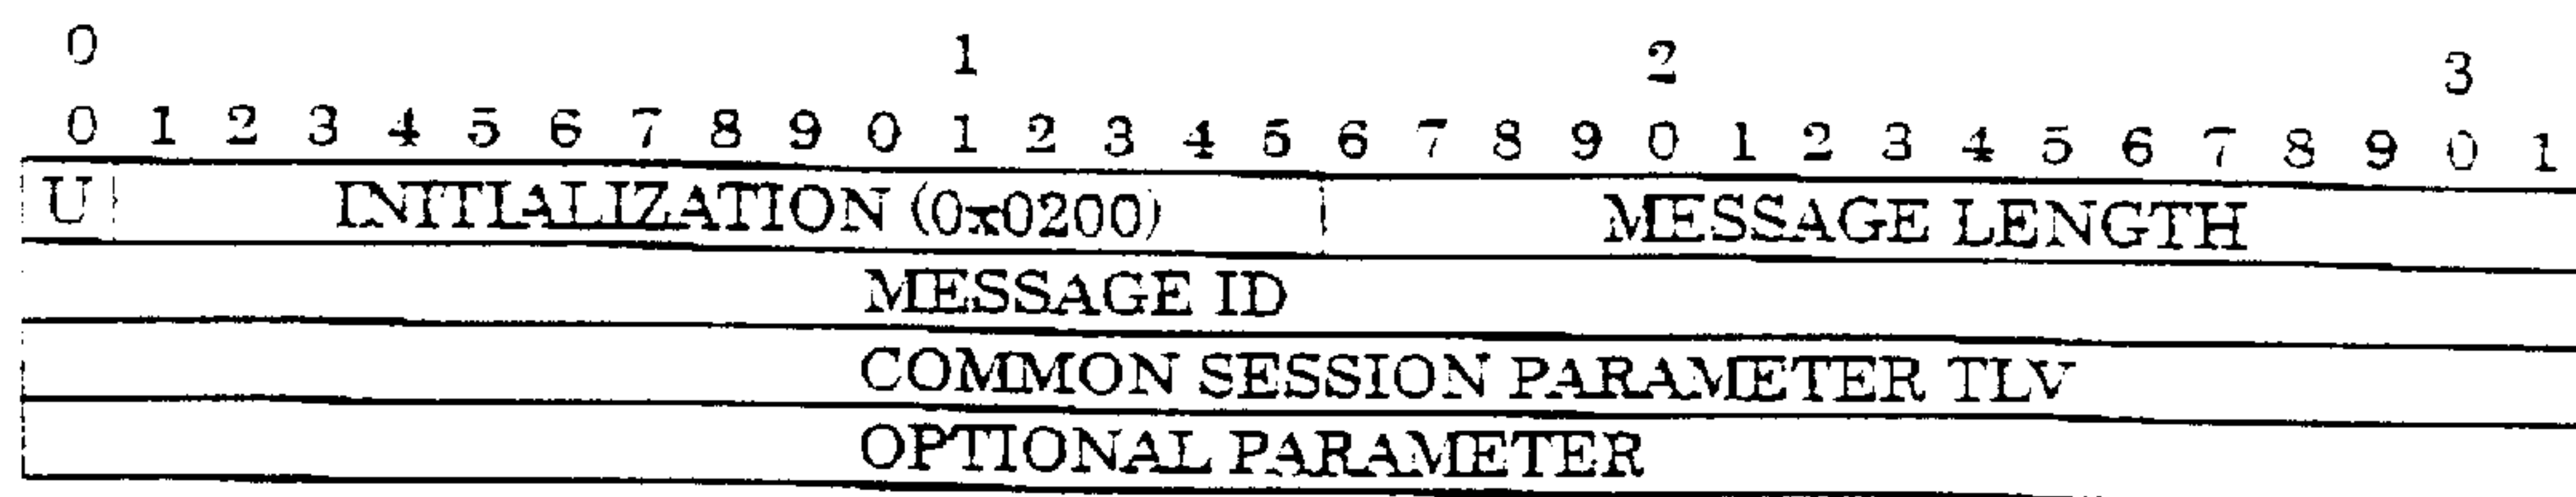 0 1 2 3
0 1 2 3 4 5 6 7 8 9 0 1 2 3 4 5 6 7 8 9 0 1 2 3 4 5 6 7 8 9 0 1
U INITIALIZATION (0x0200) MESSAGE LENGTH
MESSAGE ID
COMMON SESSION PARAMETER TLV
OPTIONAL PARAMETER